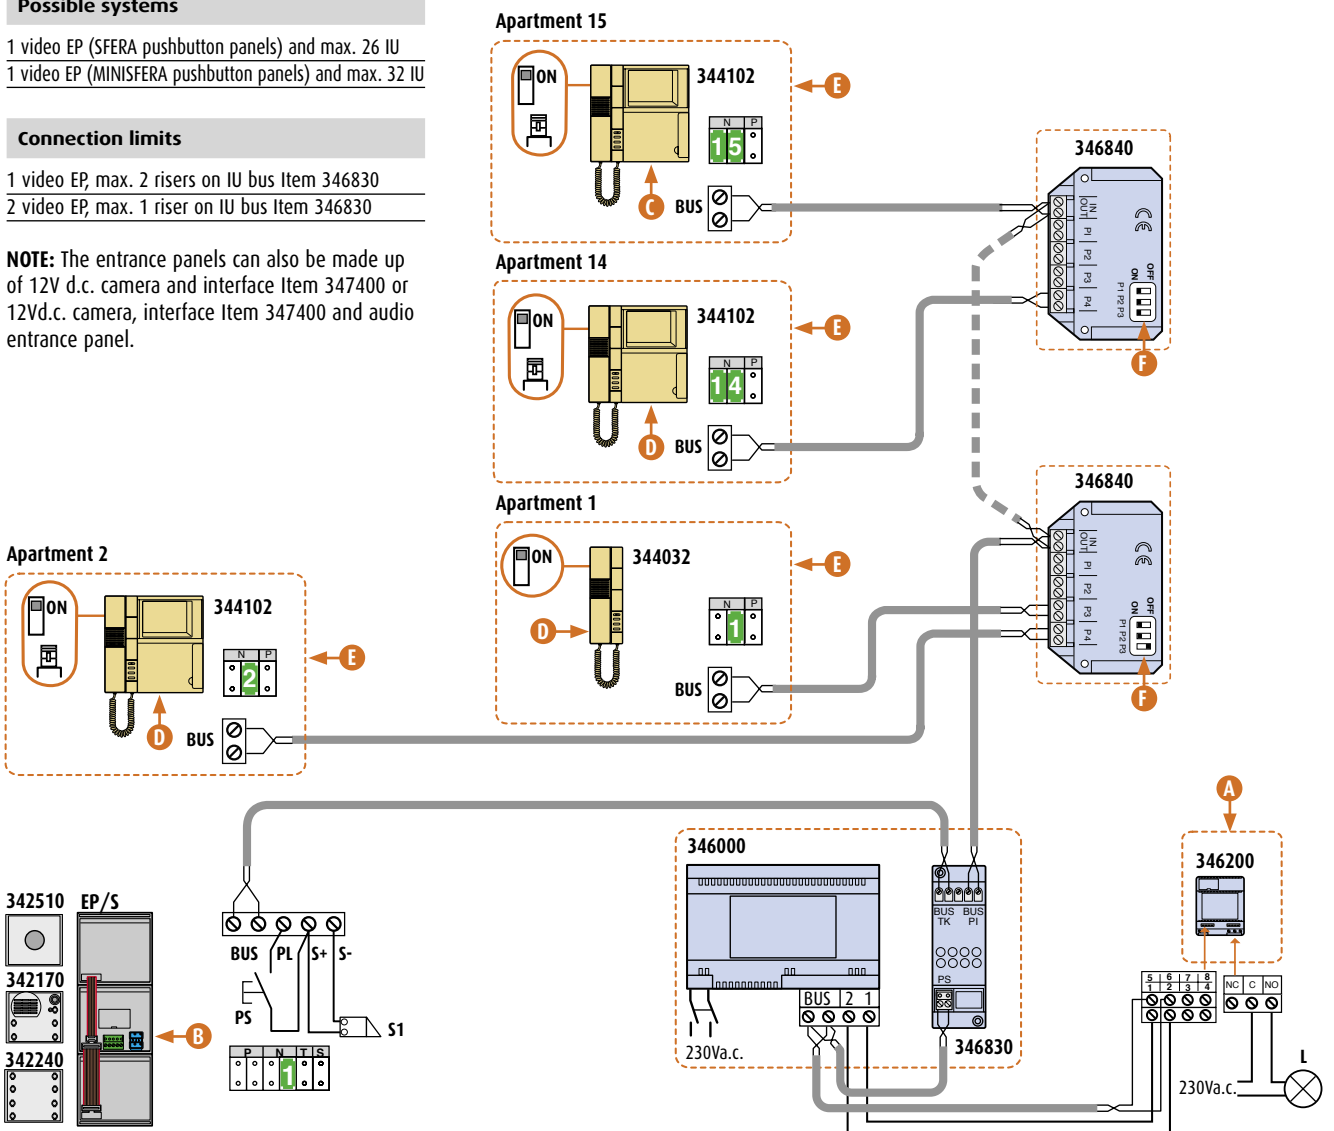 Possible systems
1 video EP (SFERA pushbutton panels) and max. 26 IU
1 video EP (MINISFERA pushbutton panels) and max. 32 IU
Connection limits
1 video EP, max. 2 risers on IU bus Item 346830
2 video EP, max. 1 riser on IU bus Item 346830
NOTE: The entrance panels can also be made up
of 12V d.c. camera and interface Item 347400 or
12Vd.c. camera, interface Item 347400 and audio
entrance panel.
Apartment 15
ON
344102
E
N P
15
C
BUS
346840
IN
OUT
P1
P2
P3
P4
CE
OFF
ON
P1 P2 P3
F
Apartment 14
ON
344102
E
N P
14
D
BUS
346840
IN
OUT
P1
P2
P3
P4
CE
OFF
ON
P1 P2 P3
F
Apartment 1
ON
344032
E
N P
1
D
BUS
Apartment 2
ON
344102
E
N P
2
D
BUS
342510
EP/S
342170
342240
B
BUS
PL
S+
S-
PS
S1
P N T S
1
346000
BUS 2 1
230Va.c.
BUS BUS
TK PI
PS
346830
A
346200
5 6 7 8
1 2 3 4
NC C NO
230Va.c.
L